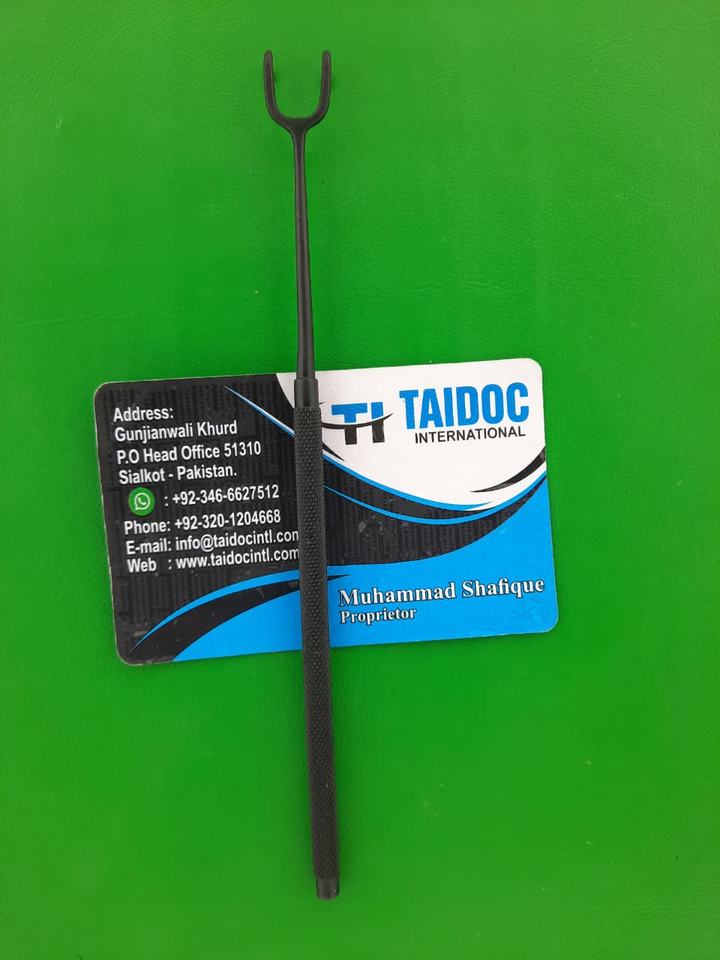 Address:
Gunjianwali Khurd
P.O Head Office 51310
Sialkot - Pakistan.
: +92-346-6627512
Phone: +92-320-1204668
E-mail: info@taidocintl.com
Web : www.taidocintl.com
TI TAIDOC
INTERNATIONAL
Muhammad Shafique
Proprietor